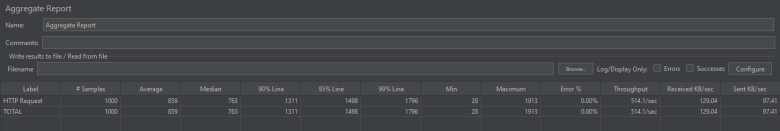 Aggregate Report
Name: Aggregate Report
Comments:
Write results to file / Read from file
Filename Browse... Log/Display Only: Errors Successes Configure
Label # Samples Average Median 90% Line 95% Line 99% Line Min Maximum Error % Throughput Received KB/sec Sent KB/sec
HTTP Request 1000 859 763 1311 1498 1796 28 1913 0.00% 514.1/sec 129.04 97.41
TOTAL 1000 859 763 1311 1498 1796 28 1913 0.00% 514.1/sec 129.04 97.41